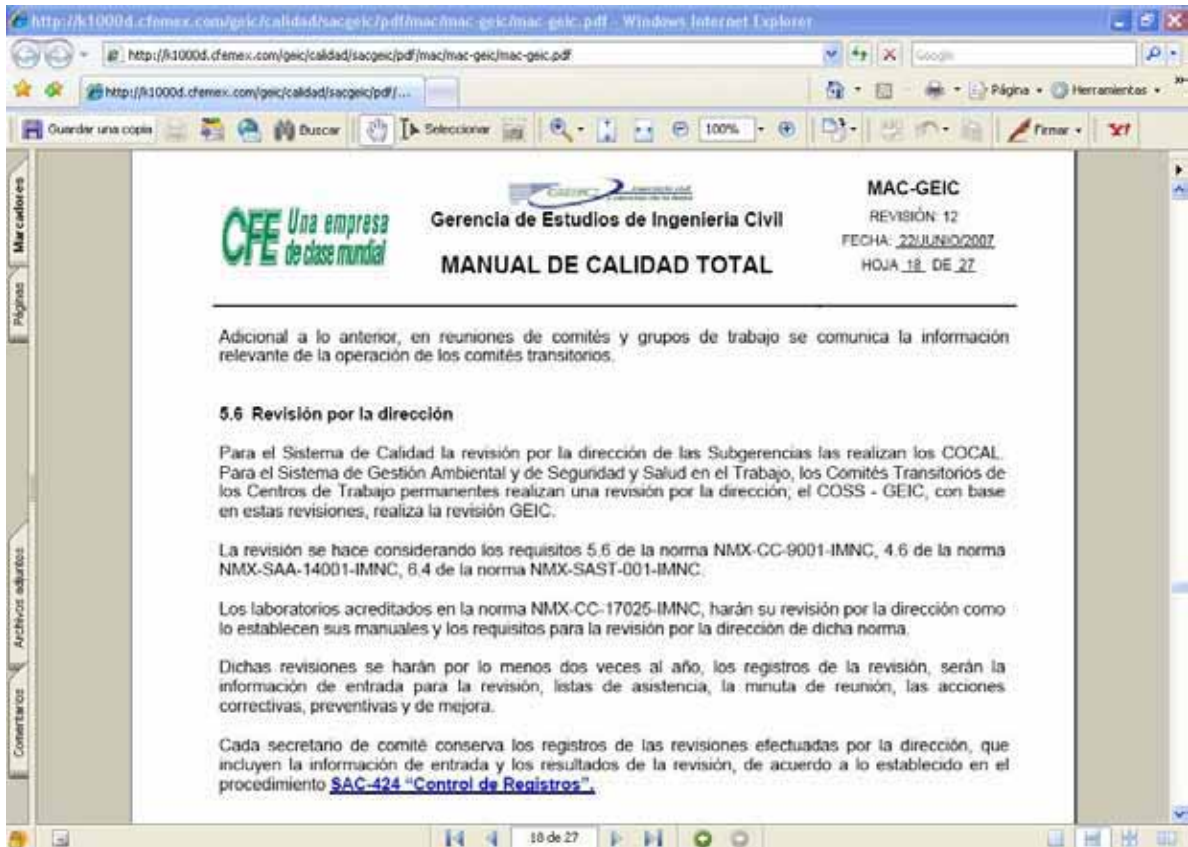 http://k1000d.cfemex.com/geic/calidad/sacgeic/pdf/mac/mac-geic/mac-geic.pdf - Windows Internet Explorer
http://k1000d.cfemex.com/geic/calidad/sacgeic/pdf/mac/mac-geic/mac-geic.pdf
Google
http://k1000d.cfemex.com/geic/calidad/sacgeic/pdf/...
Página
Herramientas
Guardar una copia
Buscar
Seleccionar
100%
Firmar
Marcadores
Páginas
Archivos adjuntos
Comentarios
CFE Una empresa
de clase mundial
Gerencia de Estudios de Ingeniería Civil
MANUAL DE CALIDAD TOTAL
MAC-GEIC
REVISIÓN: 12
FECHA: 22/JUNIO/2007
HOJA 18 DE 27
Adicional a lo anterior, en reuniones de comités y grupos de trabajo se comunica la información
relevante de la operación de los comités transitorios.
5.6 Revisión por la dirección
Para el Sistema de Calidad la revisión por la dirección de las Subgerencias las realizan los COCAL.
Para el Sistema de Gestión Ambiental y de Seguridad y Salud en el Trabajo, los Comités Transitorios de
los Centros de Trabajo permanentes realizan una revisión por la dirección; el COSS - GEIC, con base
en estas revisiones, realiza la revisión GEIC.
La revisión se hace considerando los requisitos 5.6 de la norma NMX-CC-9001-IMNC, 4.6 de la norma
NMX-SAA-14001-IMNC, 6.4 de la norma NMX-SAST-001-IMNC.
Los laboratorios acreditados en la norma NMX-CC-17025-IMNC, harán su revisión por la dirección como
lo establecen sus manuales y los requisitos para la revisión por la dirección de dicha norma.
Dichas revisiones se harán por lo menos dos veces al año, los registros de la revisión, serán la
información de entrada para la revisión, listas de asistencia, la minuta de reunión, las acciones
correctivas, preventivas y de mejora.
Cada secretario de comité conserva los registros de las revisiones efectuadas por la dirección, que
incluyen la información de entrada y los resultados de la revisión, de acuerdo a lo establecido en el
procedimiento SAC-424 “Control de Registros”.
18 de 27